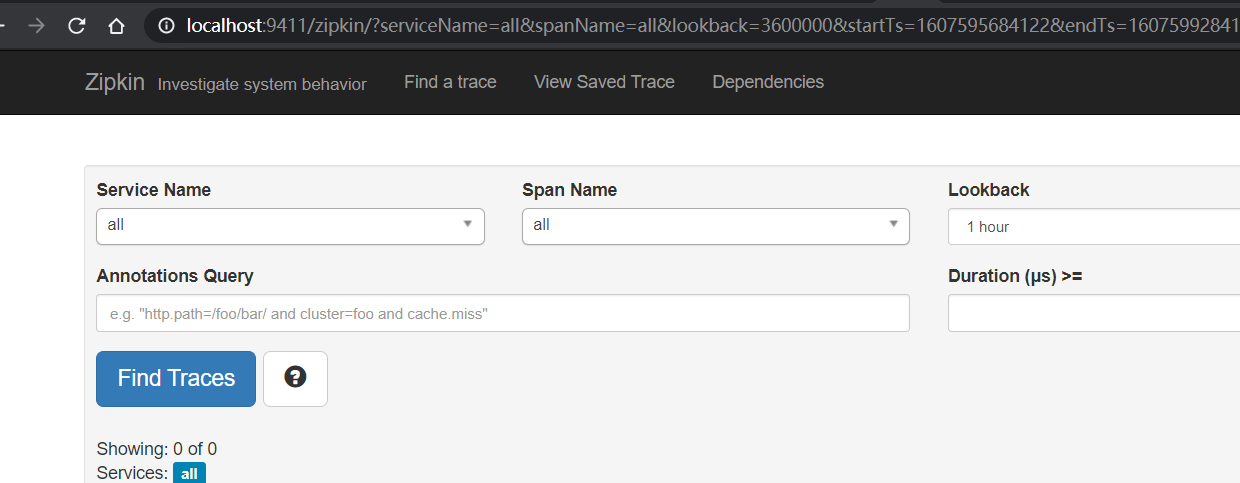 localhost:9411/zipkin/?serviceName=all&spanName=all&lookback=3600000&startTs=1607595684122&endTs=16075992841
Zipkin Investigate system behavior Find a trace View Saved Trace Dependencies
Service Name Span Name Lookback
all all 1 hour
Annotations Query Duration (μs) >=
e.g. "http.path=/foo/bar/ and cluster=foo and cache.miss"
Find Traces ?
Showing: 0 of 0
Services: all